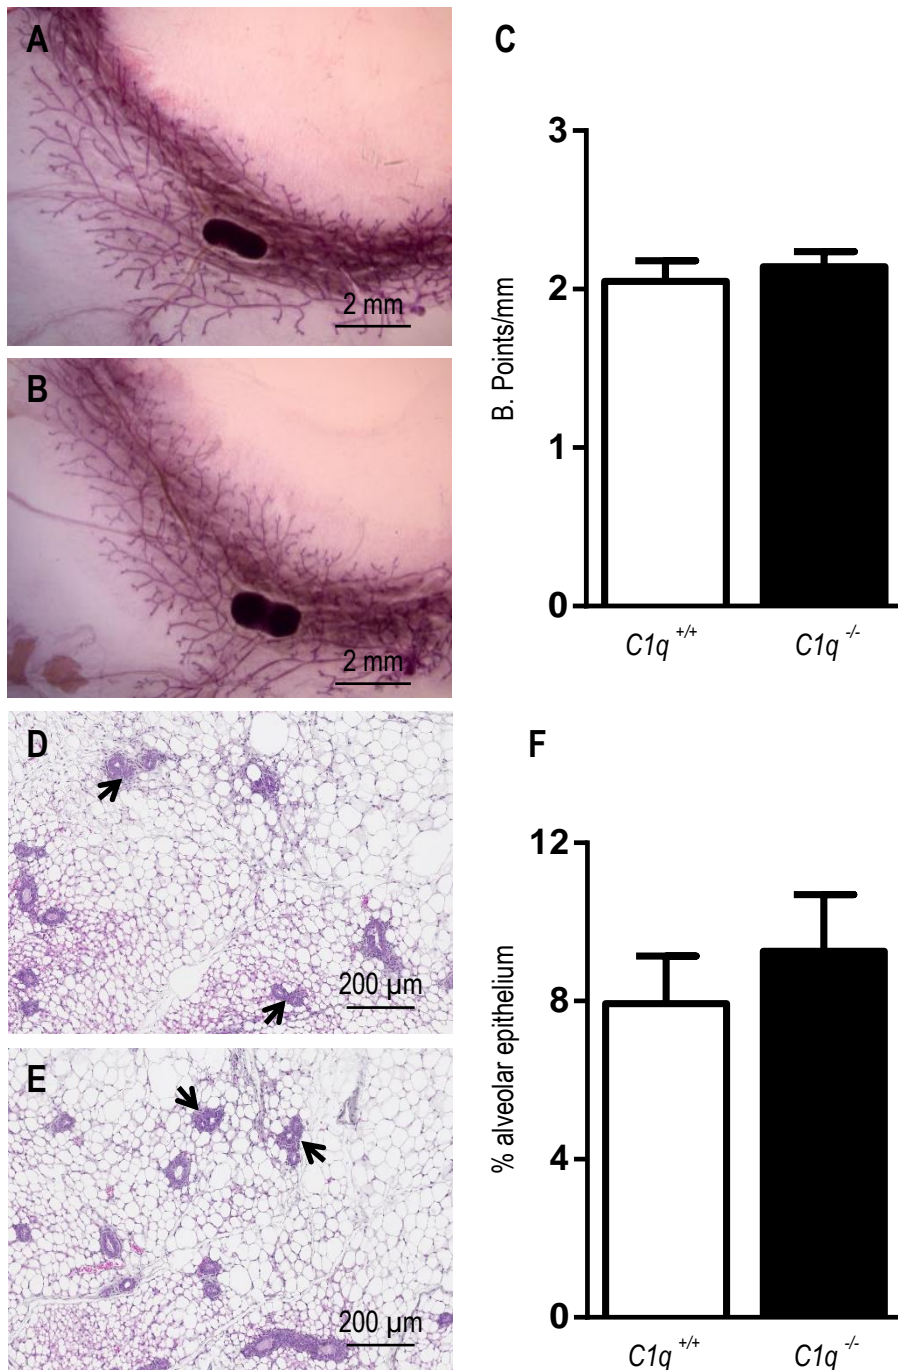 A
2 mm
B
2 mm
C
3
2
1
0
B. Points/mm
C1q +/+
C1q -/-
D
200 µm
E
200 µm
F
12
8
4
0
% alveolar epithelium
C1q +/+
C1q -/-